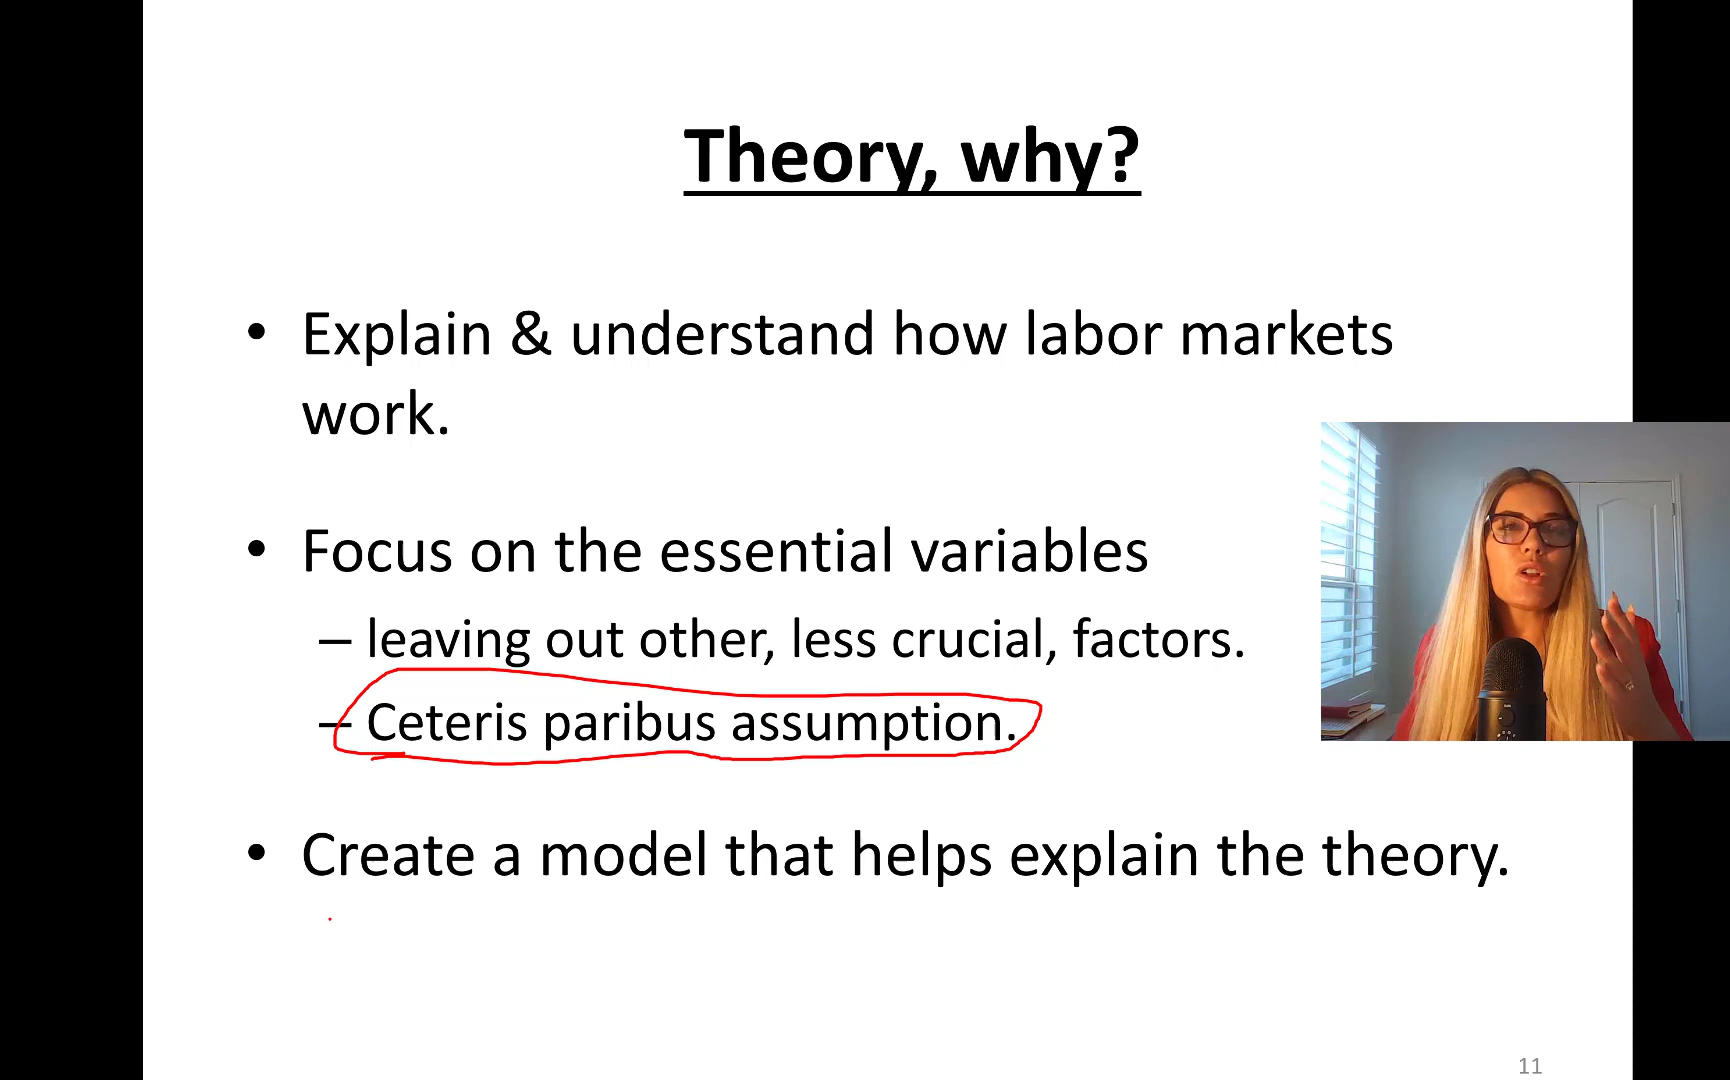 Theory, why?
• Explain & understand how labor markets
work.
• Focus on the essential variables
– leaving out other, less crucial, factors.
– Ceteris paribus assumption.
• Create a model that helps explain the theory.
11